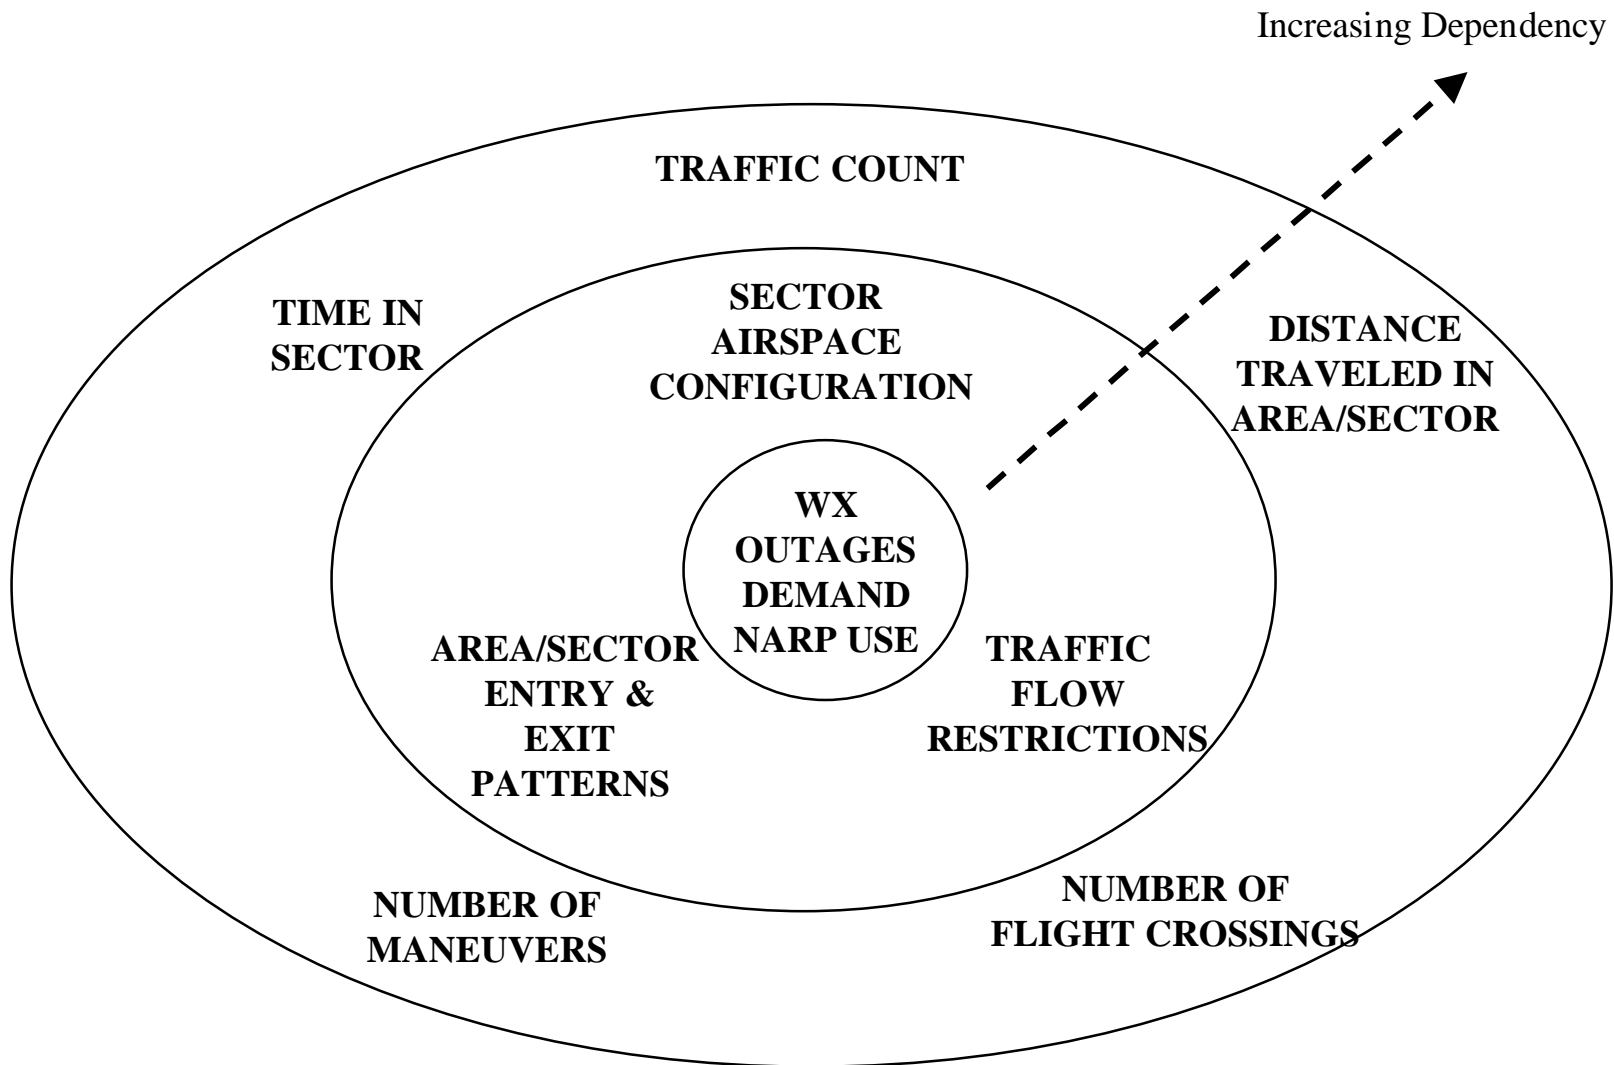 Increasing Dependency
TRAFFIC COUNT
TIME IN
SECTOR
SECTOR
AIRSPACE
CONFIGURATION
DISTANCE
TRAVELED IN
AREA/SECTOR
WX
OUTAGES
DEMAND
NARP USE
AREA/SECTOR
ENTRY &
EXIT
PATTERNS
TRAFFIC
FLOW
RESTRICTIONS
NUMBER OF
MANEUVERS
NUMBER OF
FLIGHT CROSSINGS